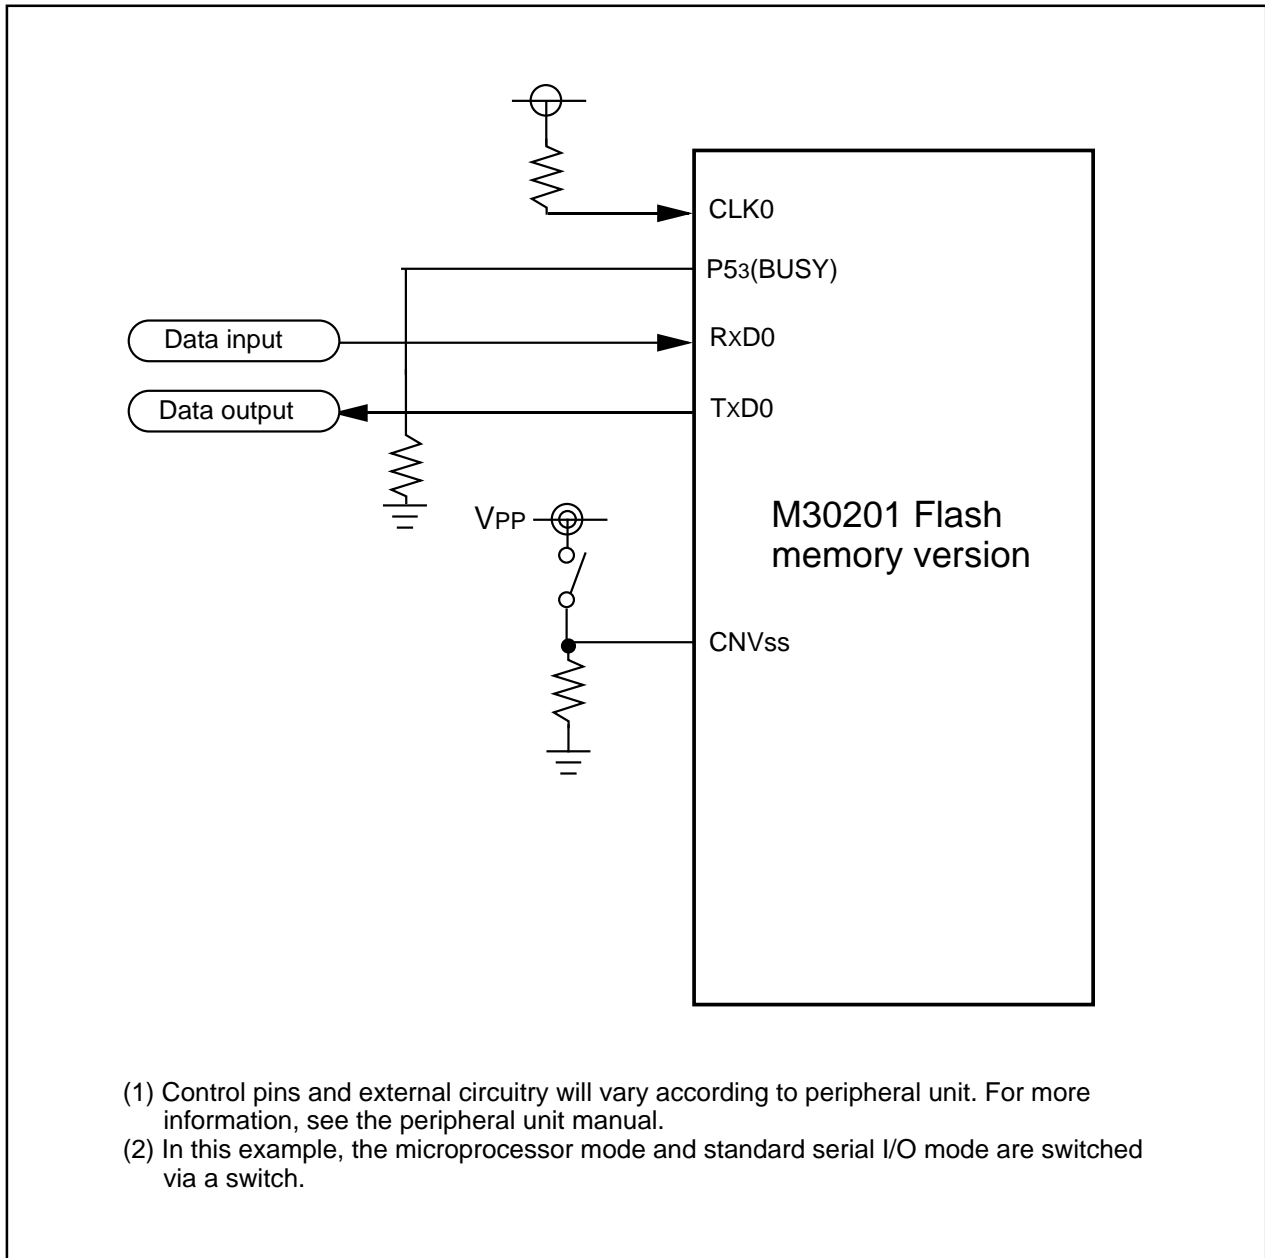 CLK0
P53(BUSY)
Data input
RxD0
Data output
TxD0
VPP
M30201 Flash
memory version
CNVss
(1) Control pins and external circuitry will vary according to peripheral unit. For more
information, see the peripheral unit manual.
(2) In this example, the microprocessor mode and standard serial I/O mode are switched
via a switch.